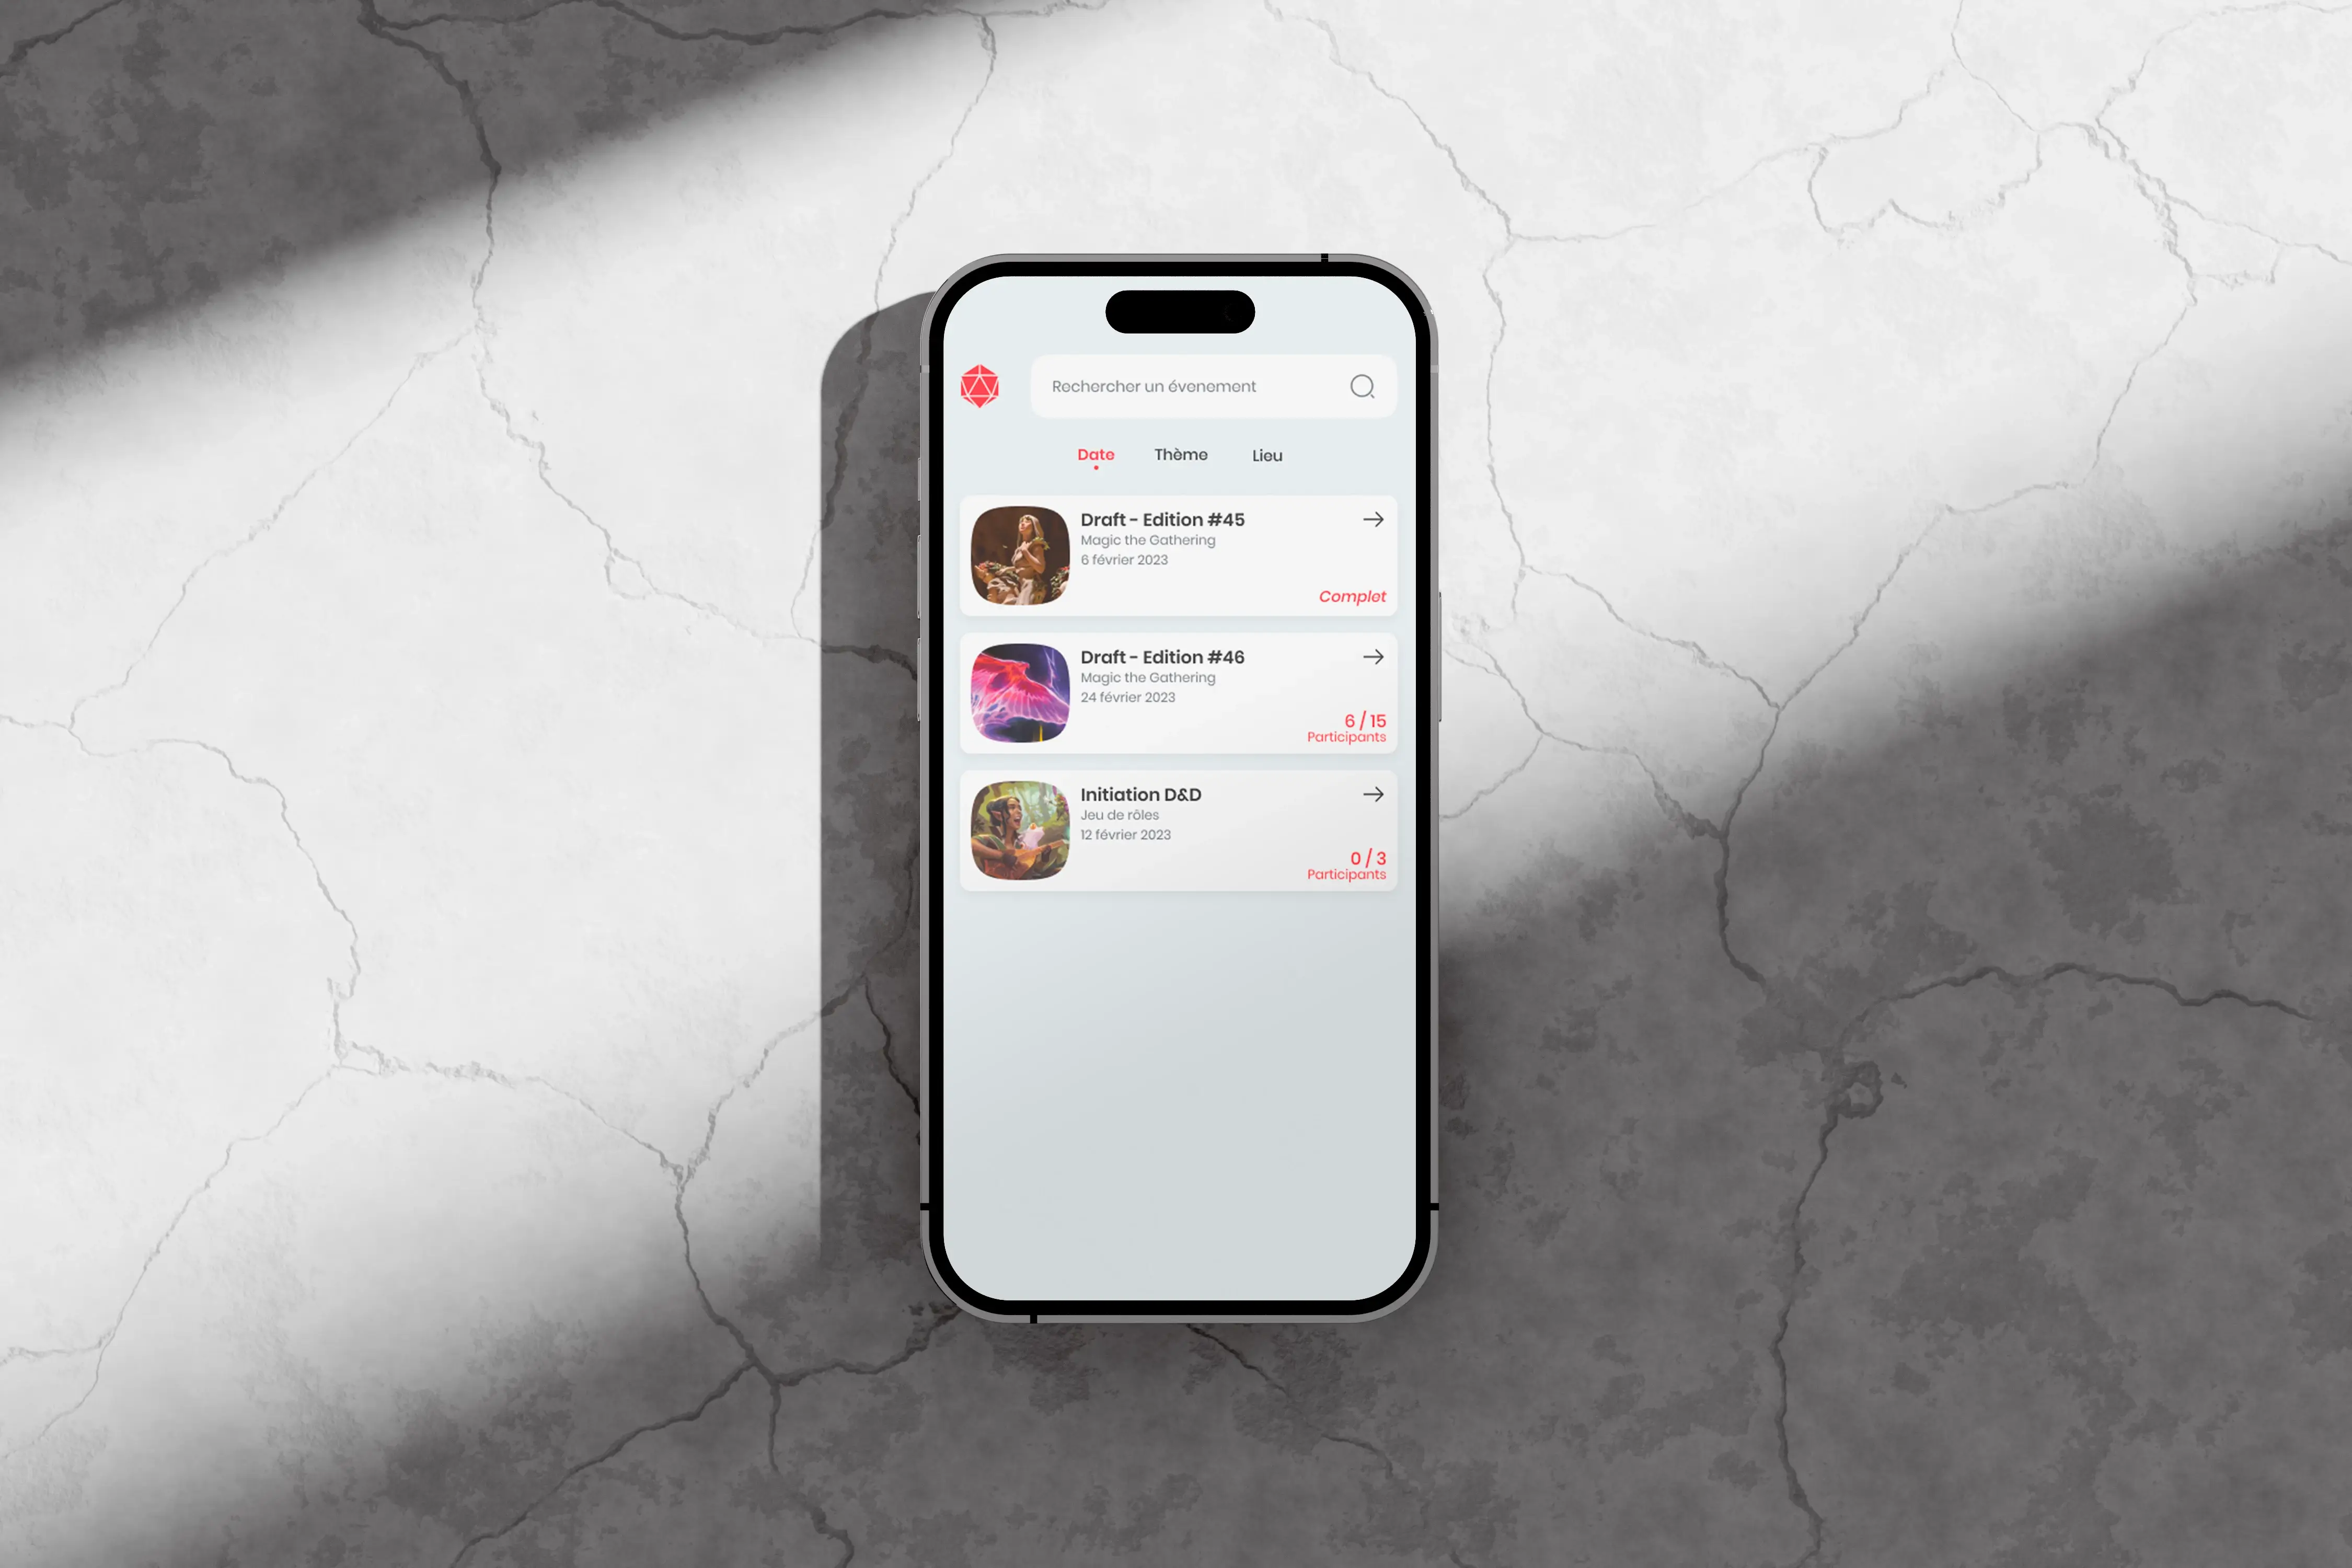 Rechercher un évenement
Date Thème Lieu
Draft - Edition #45
Magic the Gathering
6 février 2023
Complet
Draft - Edition #46
Magic the Gathering
24 février 2023
6 / 15
Participants
Initiation D&D
Jeu de rôles
12 février 2023
0 / 3
Participants